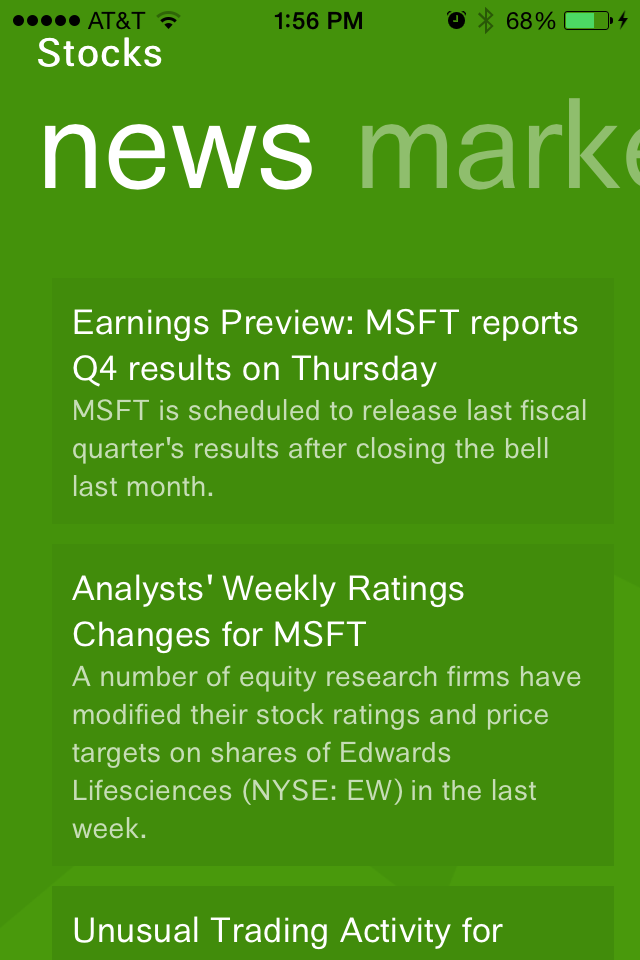 AT&T 1:56 PM 68%
Stocks
news marke
Earnings Preview: MSFT reports
Q4 results on Thursday
MSFT is scheduled to release last fiscal
quarter's results after closing the bell
last month.
Analysts' Weekly Ratings
Changes for MSFT
A number of equity research firms have
modified their stock ratings and price
targets on shares of Edwards
Lifesciences (NYSE: EW) in the last
week.
Unusual Trading Activity for